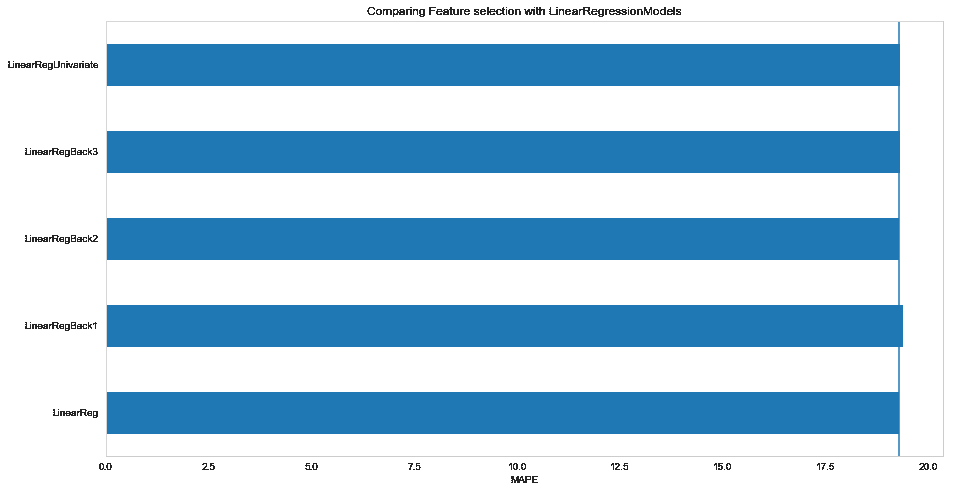 Comparing Feature selection with LinearRegressionModels
LinearRegUnivariate
LinearRegBack3
LinearRegBack2
LinearRegBack1
LinearReg
0.0 2.5 5.0 7.5 10.0 12.5 15.0 17.5 20.0
MAPE